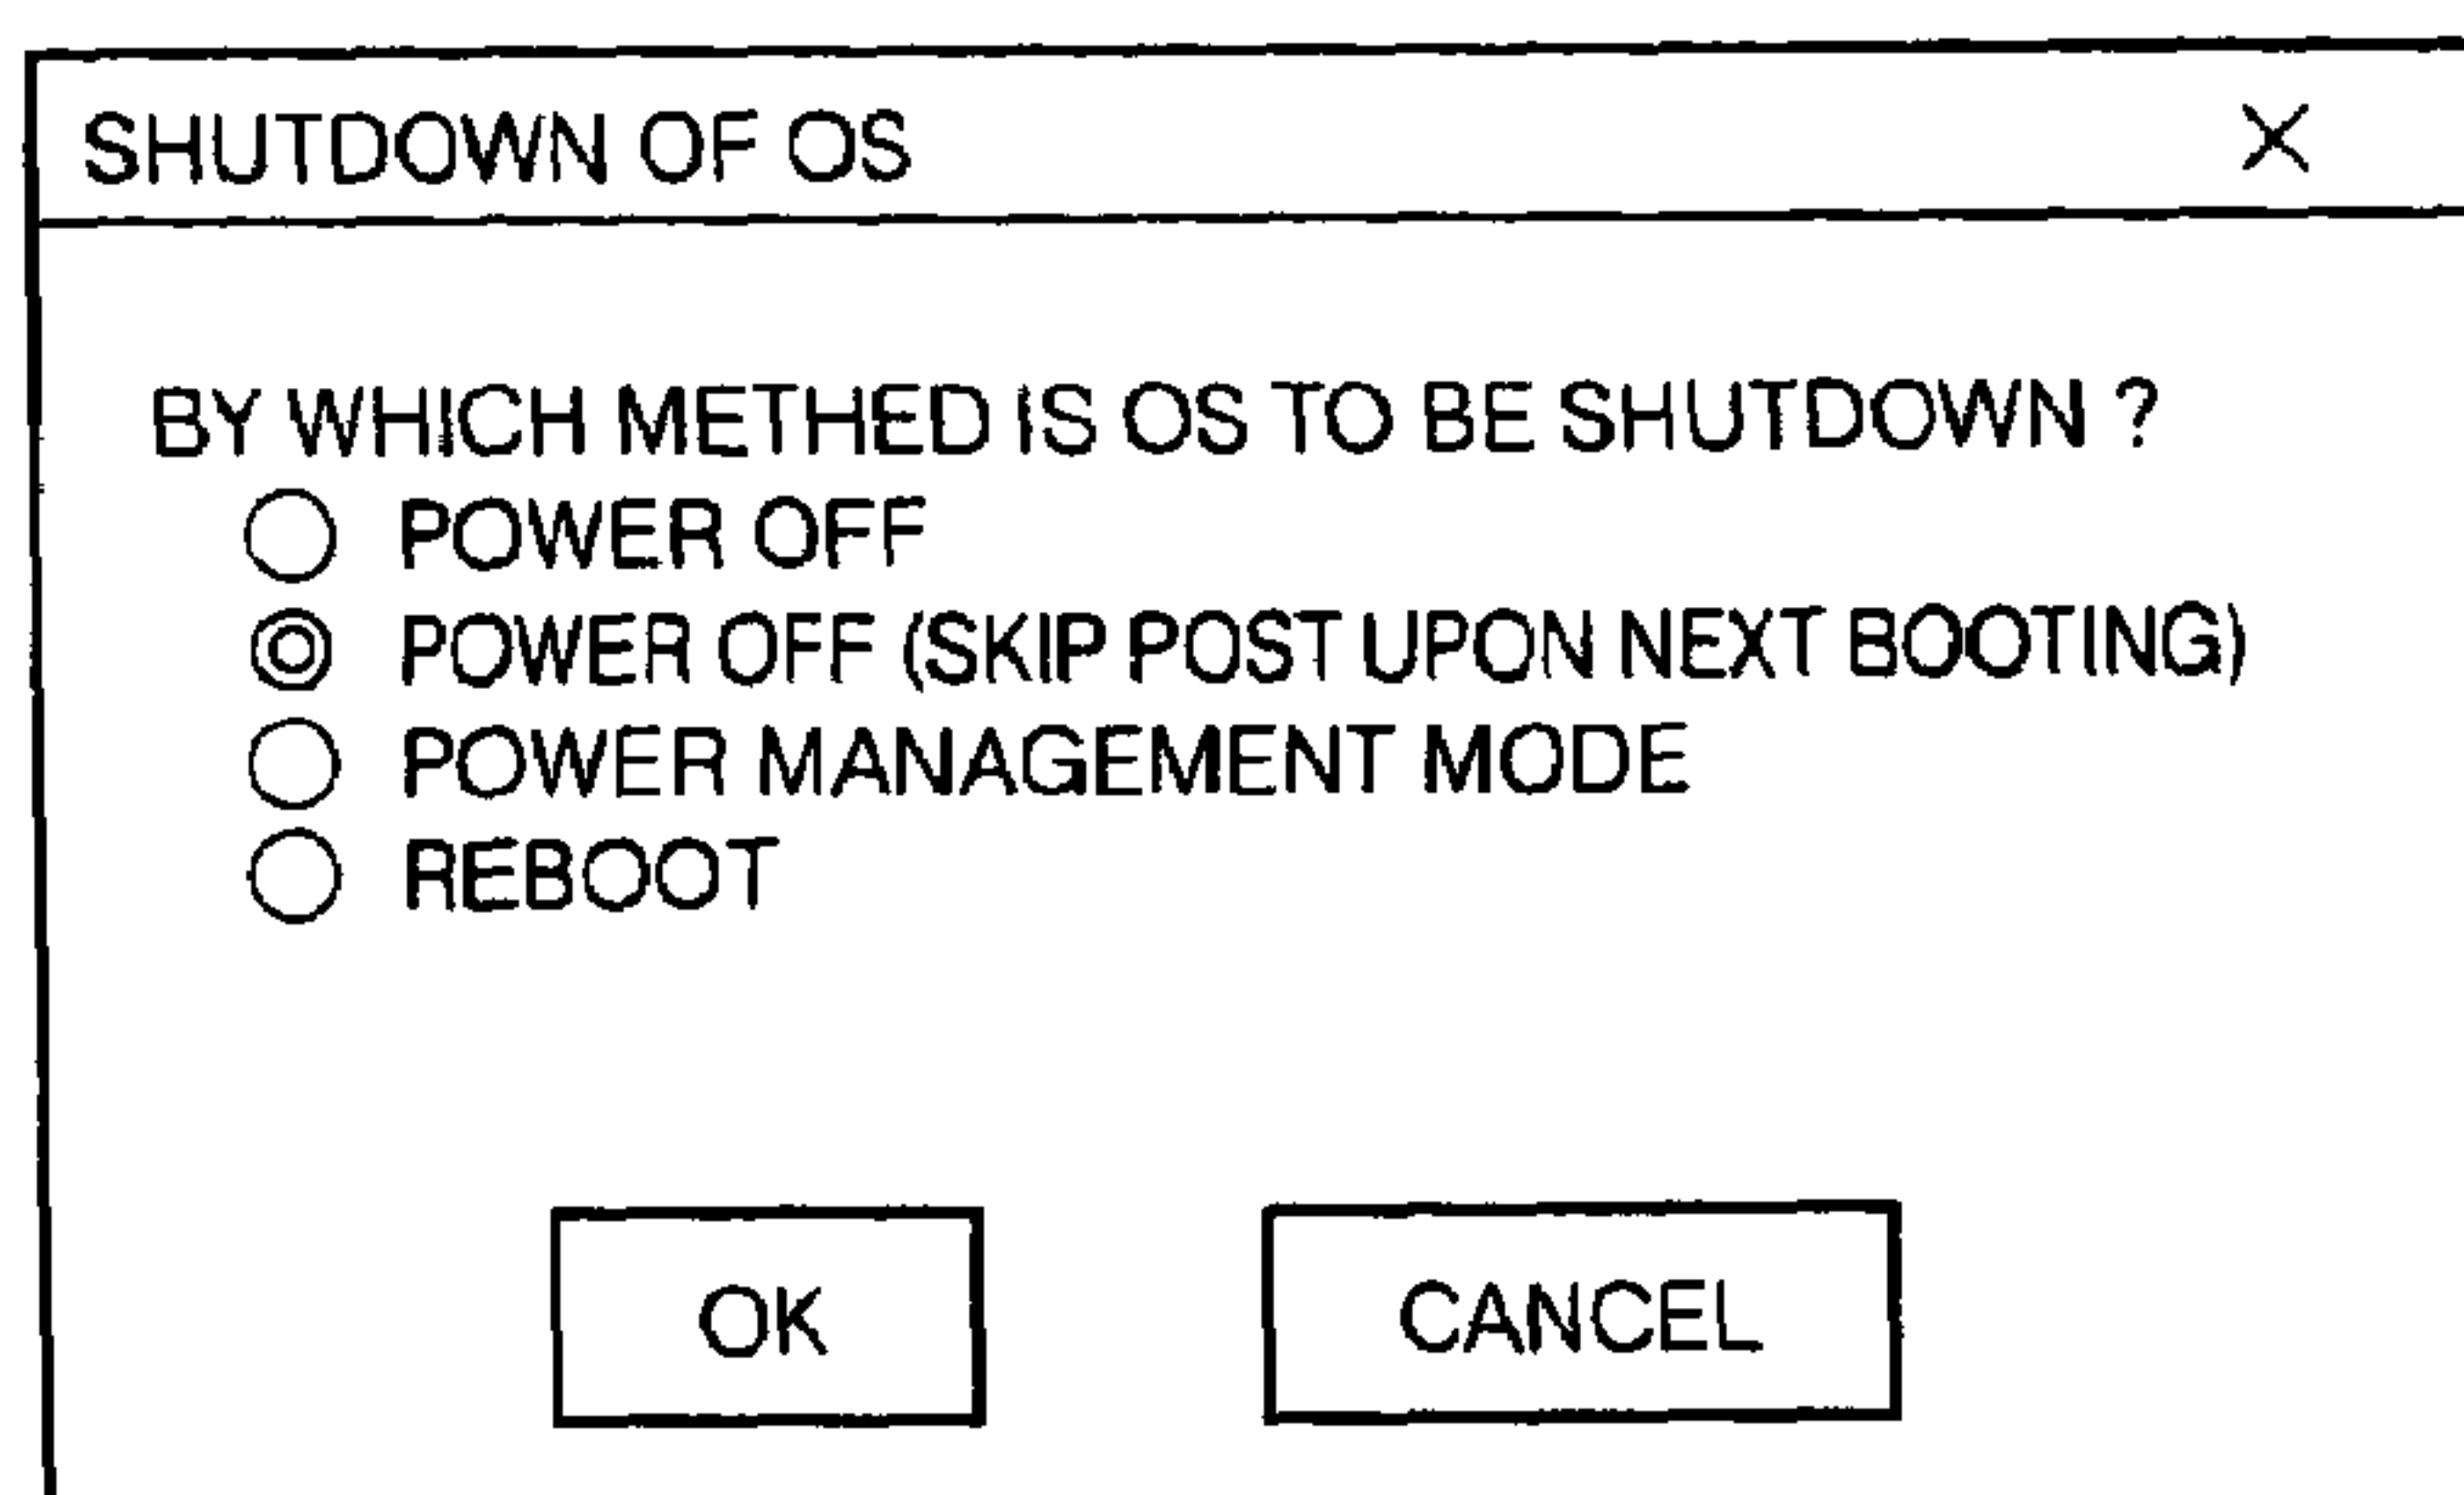 SHUTDOWN OF OS X
BY WHICH METHED IS OS TO BE SHUTDOWN ?
POWER OFF
POWER OFF (SKIP POST UPON NEXT BOOTING)
POWER MANAGEMENT MODE
REBOOT
OK CANCEL